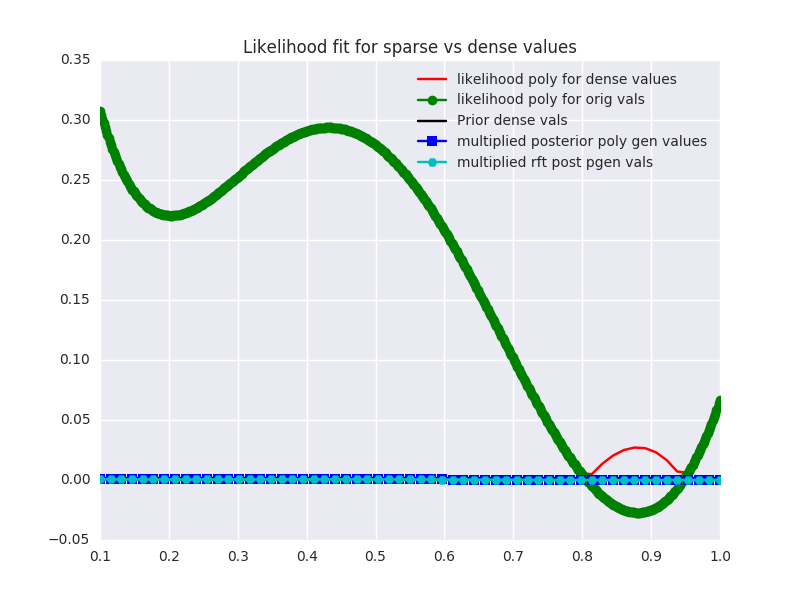 Likelihood fit for sparse vs dense values
0.35
0.30
0.25
0.20
0.15
0.10
0.05
0.00
−0.05
likelihood poly for dense values
likelihood poly for orig vals
Prior dense vals
multiplied posterior poly gen values
multiplied rft post pgen vals
0.1 0.2 0.3 0.4 0.5 0.6 0.7 0.8 0.9 1.0